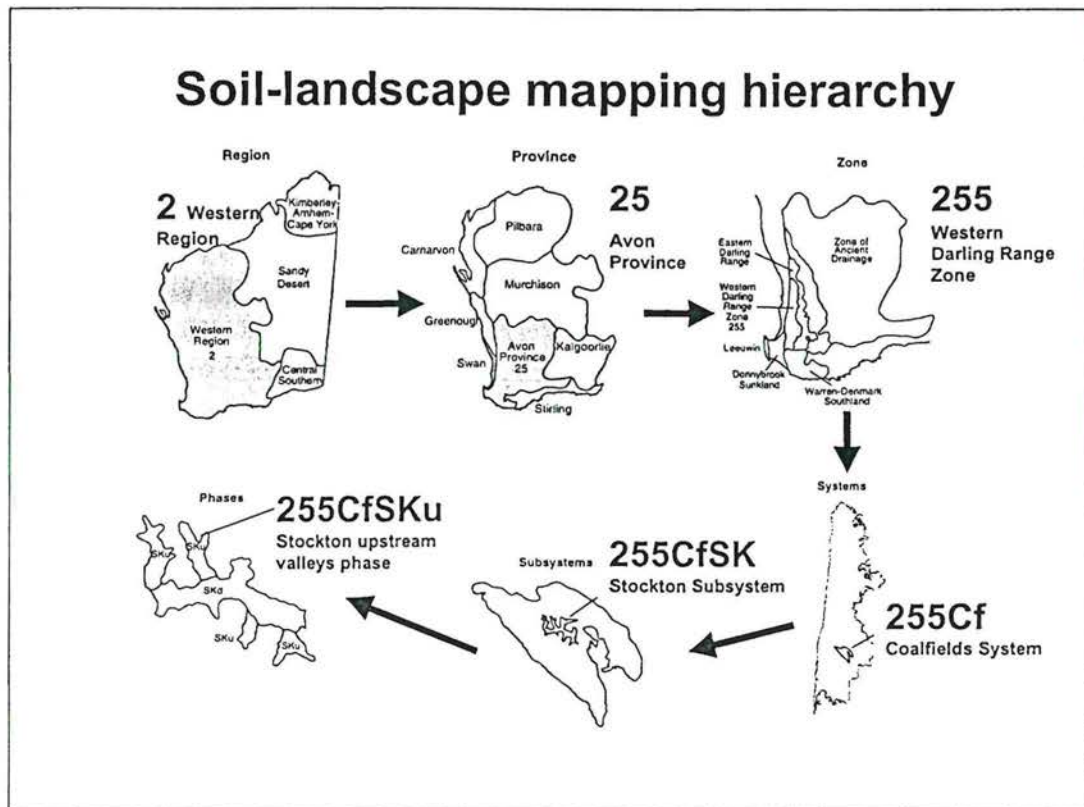 Soil-landscape mapping hierarchy
Region
2 Western
Region
Kimberley-
Arnhem-
Cape York
Sandy
Desert
Western
Region
2
Central
Southern
Province
25
Avon
Province
Pilbara
Carnarvon
Murchison
Greenough
Avon
Province
25
Kalgoorlie
Swan
Stirling
Zone
255
Western
Darling Range
Zone
Eastern
Darling
Range
Zone of
Ancient
Drainage
Western
Darling
Range
Zone
255
Leeuwin
Donnybrook
Sunkland
Warren-Denmark
Southland
Systems
255Cf
Coalfields System
Subsystems
255CfSK
Stockton Subsystem
Phases
255CfSKu
Stockton upstream
valleys phase
SKu
SKu
SKd
SKu
SKu